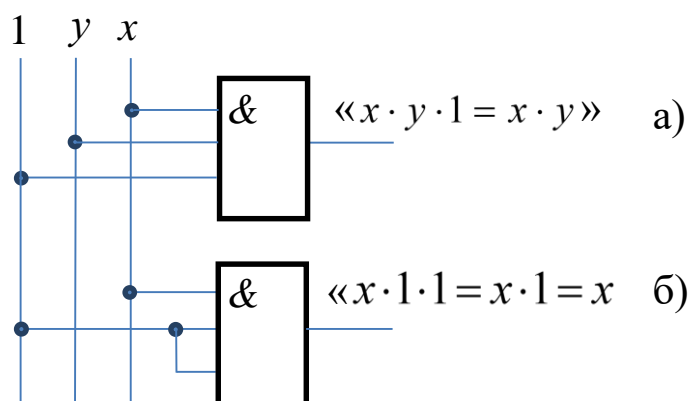 1 y x
& «x · y · 1 = x · y» а)
& «x · 1 · 1 = x · 1 = x б)